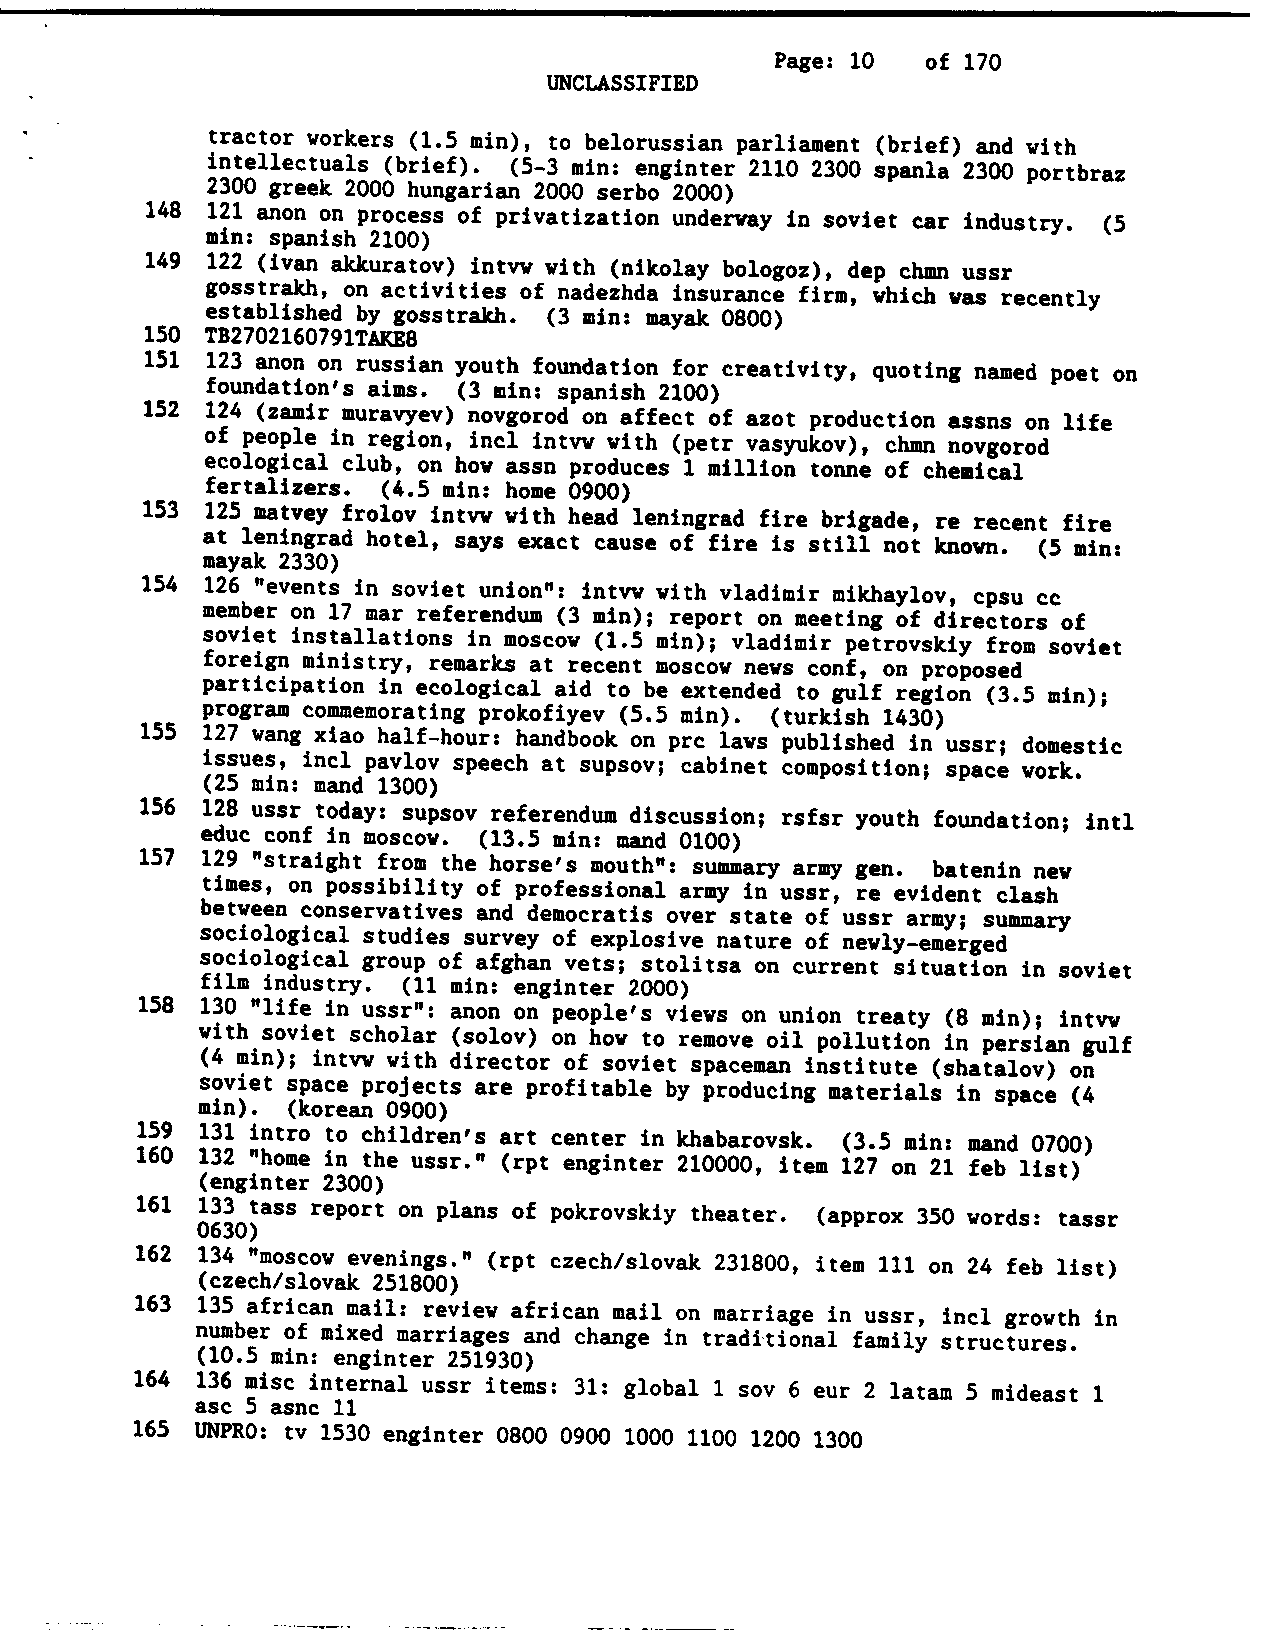 Page: 10 of 170
UNCLASSIFIED
tractor workers (1.5 min), to belorussian parliament (brief) and with
intellectuals (brief). (5-3 min: enginter 2110 2300 spanla 2300 portbraz
2300 greek 2000 hungarian 2000 serbo 2000)
148 121 anon on process of privatization underway in soviet car industry. (5
min: spanish 2100)
149 122 (ivan akkuratov) intvw with (nikolay bologoz), dep chmn ussr
gosstrakh, on activities of nadezhda insurance firm, which was recently
established by gosstrakh. (3 min: mayak 0800)
150 TB2702160791TAKE8
151 123 anon on russian youth foundation for creativity, quoting named poet on
foundation's aims. (3 min: spanish 2100)
152 124 (zamir muravyev) novgorod on affect of azot production assns on life
of people in region, incl intvw with (petr vasyukov), chmn novgorod
ecological club, on how assn produces 1 million tonne of chemical
fertalizers. (4.5 min: home 0900)
153 125 matvey frolov intvw with head leningrad fire brigade, re recent fire
at leningrad hotel, says exact cause of fire is still not known. (5 min:
mayak 2330)
154 126 "events in soviet union": intvw with vladimir mikhaylov, cpsu cc
member on 17 mar referendum (3 min); report on meeting of directors of
soviet installations in moscow (1.5 min); vladimir petrovskiy from soviet
foreign ministry, remarks at recent moscow news conf, on proposed
participation in ecological aid to be extended to gulf region (3.5 min);
program commemorating prokofiyev (5.5 min). (turkish 1430)
155 127 wang xiao half-hour: handbook on prc laws published in ussr; domestic
issues, incl pavlov speech at supsov; cabinet composition; space work.
(25 min: mand 1300)
156 128 ussr today: supsov referendum discussion; rsfsr youth foundation; intl
educ conf in moscow. (13.5 min: mand 0100)
157 129 "straight from the horse's mouth": summary army gen. batenin new
times, on possibility of professional army in ussr, re evident clash
between conservatives and democratis over state of ussr army; summary
sociological studies survey of explosive nature of newly-emerged
sociological group of afghan vets; stolitsa on current situation in soviet
film industry. (11 min: enginter 2000)
158 130 "life in ussr": anon on people's views on union treaty (8 min); intvw
with soviet scholar (solov) on how to remove oil pollution in persian gulf
(4 min); intvw with director of soviet spaceman institute (shatalov) on
soviet space projects are profitable by producing materials in space (4
min). (korean 0900)
159 131 intro to children's art center in khabarovsk. (3.5 min: mand 0700)
160 132 "home in the ussr." (rpt enginter 210000, item 127 on 21 feb list)
(enginter 2300)
161 133 tass report on plans of pokrovskiy theater. (approx 350 words: tassr
0630)
162 134 "moscow evenings." (rpt czech/slovak 231800, item 111 on 24 feb list)
(czech/slovak 251800)
163 135 african mail: review african mail on marriage in ussr, incl growth in
number of mixed marriages and change in traditional family structures.
(10.5 min: enginter 251930)
164 136 misc internal ussr items: 31: global 1 sov 6 eur 2 latam 5 mideast 1
asc 5 asnc 11
165 UNPRO: tv 1530 enginter 0800 0900 1000 1100 1200 1300